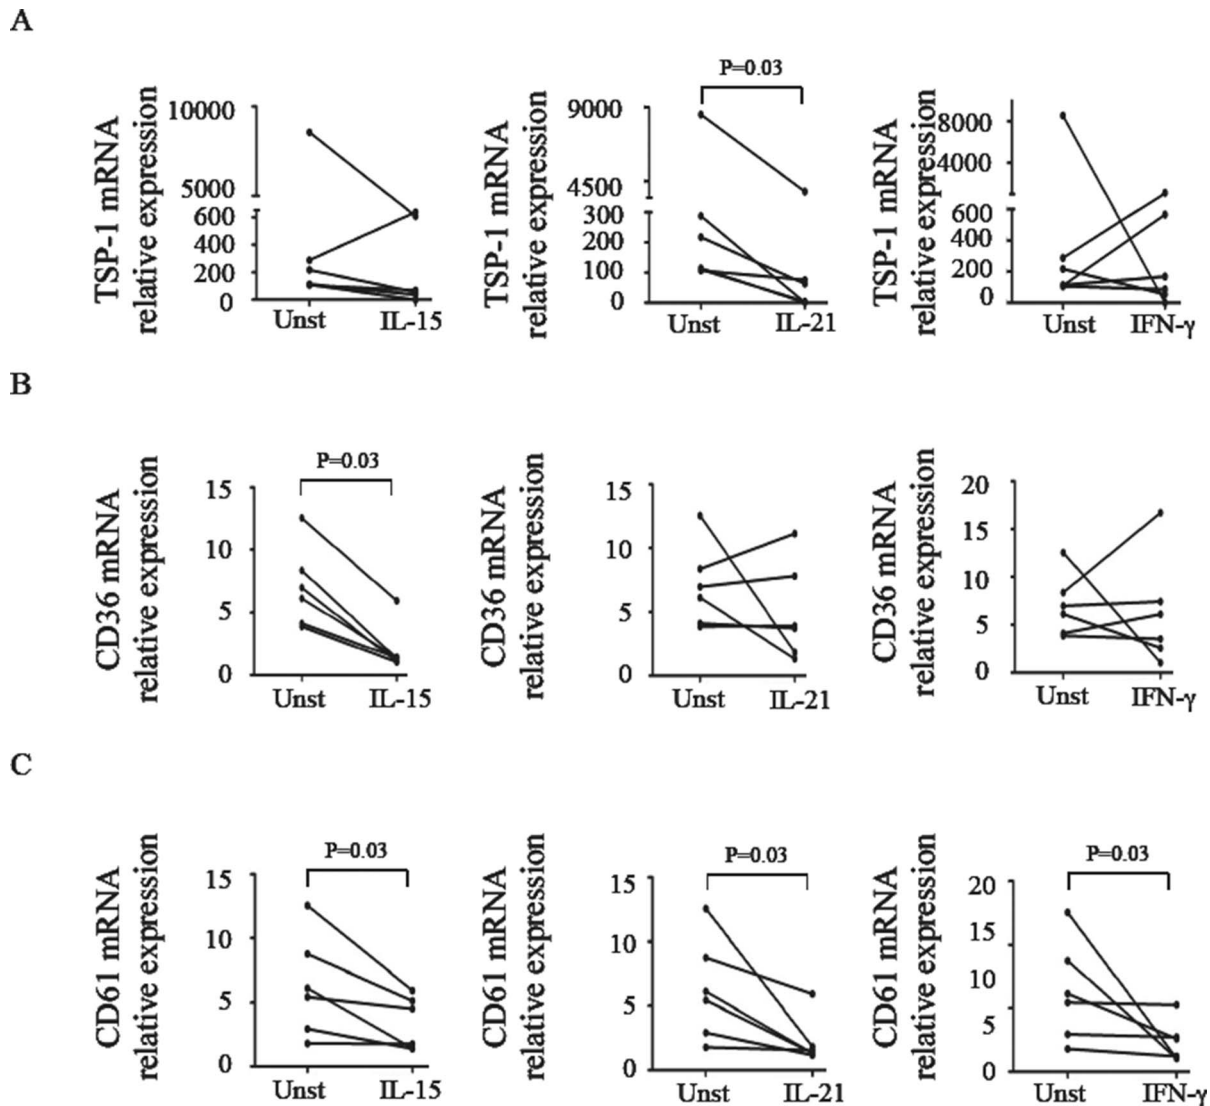 A
TSP-1 mRNA
relative expression
10000
5000
600
400
200
0
Unst
IL-15
P=0.03
TSP-1 mRNA
relative expression
9000
4500
300
200
100
0
Unst
IL-21
TSP-1 mRNA
relative expression
8000
4000
600
400
200
0
Unst
IFN-γ
B
P=0.03
CD36 mRNA
relative expression
15
10
5
0
Unst
IL-15
CD36 mRNA
relative expression
15
10
5
0
Unst
IL-21
CD36 mRNA
relative expression
20
15
10
5
0
Unst
IFN-γ
C
P=0.03
CD61 mRNA
relative expression
15
10
5
0
Unst
IL-15
P=0.03
CD61 mRNA
relative expression
15
10
5
0
Unst
IL-21
P=0.03
CD61 mRNA
relative expression
20
15
10
5
0
Unst
IFN-γ